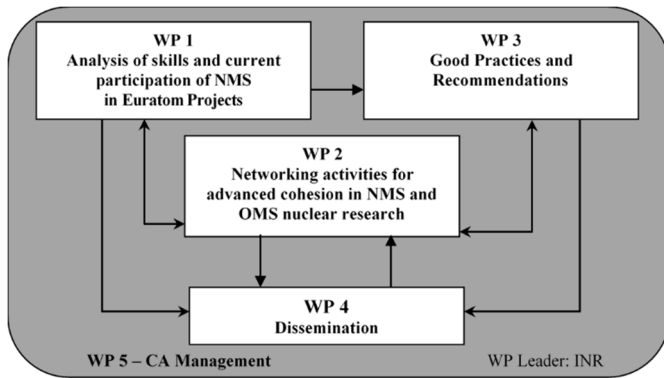 WP 1
Analysis of skills and current
participation of NMS
in Euratom Projects
WP 3
Good Practices and
Recommendations
WP 2
Networking activities for
advanced cohesion in NMS and
OMS nuclear research
WP 4
Dissemination
WP 5 – CA Management
WP Leader: INR